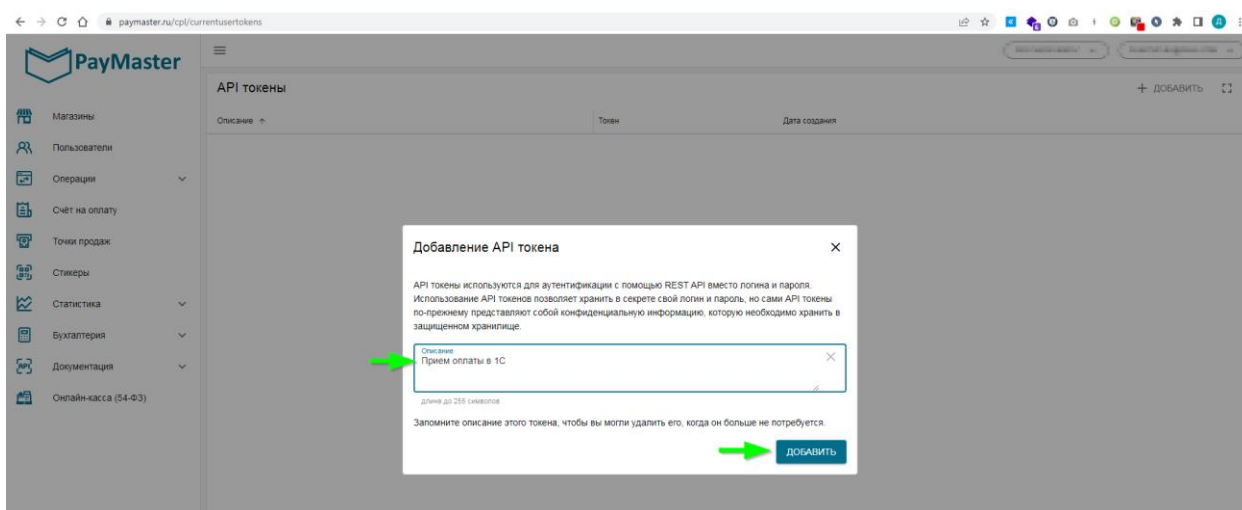 paymaster.ru/cpl/currentusertokens
PayMaster
API токены
+ ДОБАВИТЬ
Описание
Токен
Дата создания
Магазины
Пользователи
Операции
Счёт на оплату
Точки продаж
Стикеры
Статистика
Бухгалтерия
Документация
Онлайн-касса (54-ФЗ)
Добавление API токена
API токены используются для аутентификации с помощью REST API вместо логина и пароля.
Использование API токенов позволяет хранить в секрете свой логин и пароль, но сами API токены
по-прежнему представляют собой конфиденциальную информацию, которую необходимо хранить в
защищенном хранилище.
Описание
Прием оплаты в 1С
длина до 255 символов
Запомните описание этого токена, чтобы вы могли удалить его, когда он больше не потребуется.
ДОБАВИТЬ